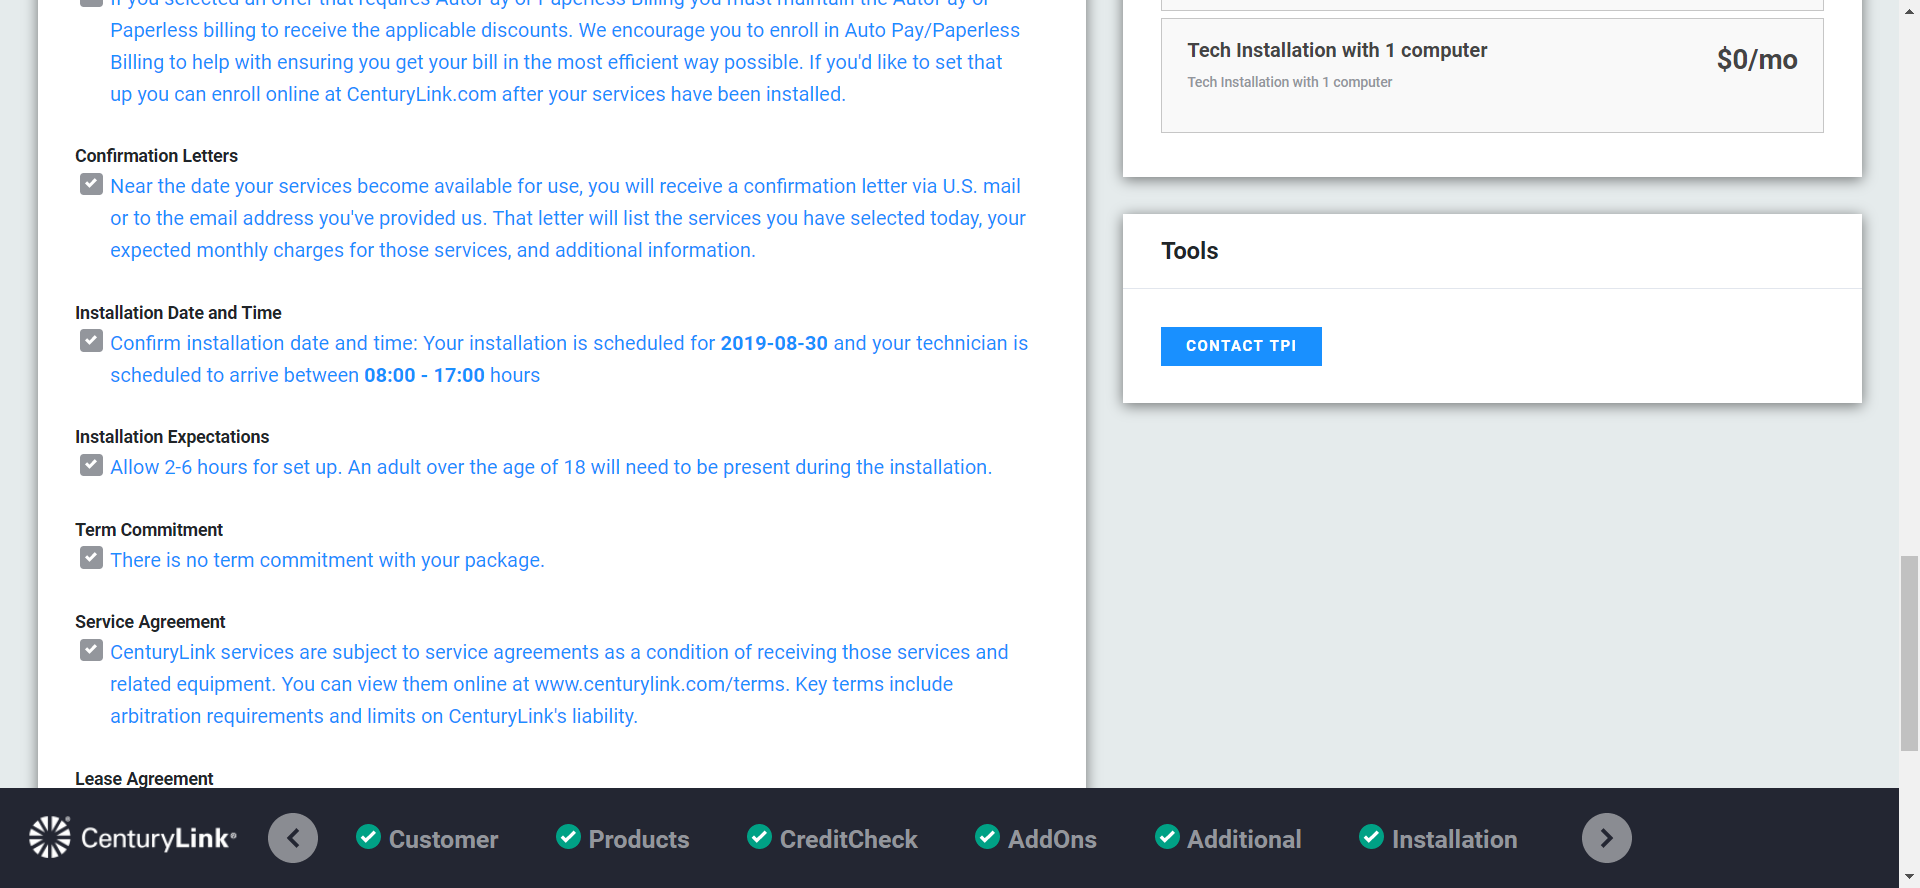 If you selected an offer that requires AutoPay or Paperless Billing you must maintain the AutoPay or
Paperless billing to receive the applicable discounts. We encourage you to enroll in Auto Pay/Paperless
Billing to help with ensuring you get your bill in the most efficient way possible. If you'd like to set that
up you can enroll online at CenturyLink.com after your services have been installed.
Confirmation Letters
Near the date your services become available for use, you will receive a confirmation letter via U.S. mail
or to the email address you've provided us. That letter will list the services you have selected today, your
expected monthly charges for those services, and additional information.
Installation Date and Time
Confirm installation date and time: Your installation is scheduled for 2019-08-30 and your technician is
scheduled to arrive between 08:00 - 17:00 hours
Installation Expectations
Allow 2-6 hours for set up. An adult over the age of 18 will need to be present during the installation.
Term Commitment
There is no term commitment with your package.
Service Agreement
CenturyLink services are subject to service agreements as a condition of receiving those services and
related equipment. You can view them online at www.centurylink.com/terms. Key terms include
arbitration requirements and limits on CenturyLink's liability.
Lease Agreement
Tech Installation with 1 computer
$0/mo
Tech Installation with 1 computer
Tools
CONTACT TPI
CenturyLink®
Customer
Products
CreditCheck
AddOns
Additional
Installation